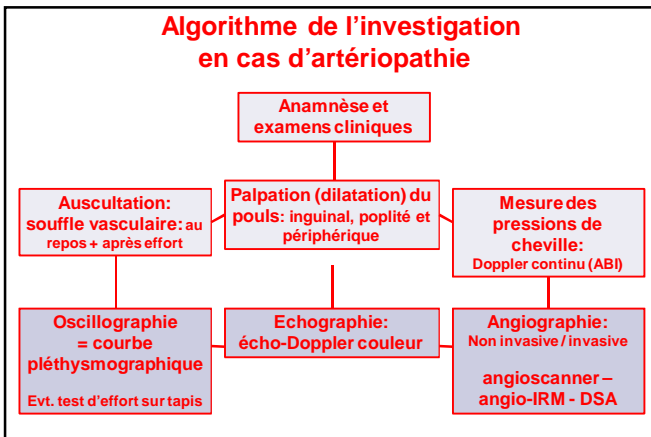 Algorithme de l'investigation
en cas d'artériopathie
Anamnèse et
examens cliniques
Auscultation:
souffle vasculaire: au
repos + après effort
Palpation (dilatation) du
pouls: inguinal, poplité et
périphérique
Mesure des
pressions de
cheville:
Doppler continu (ABI)
Oscillographie
= courbe
pléthysmographique
Evt. test d'effort sur tapis
Echographie:
écho-Doppler couleur
Angiographie:
Non invasive / invasive
angioscanner –
angio-IRM - DSA